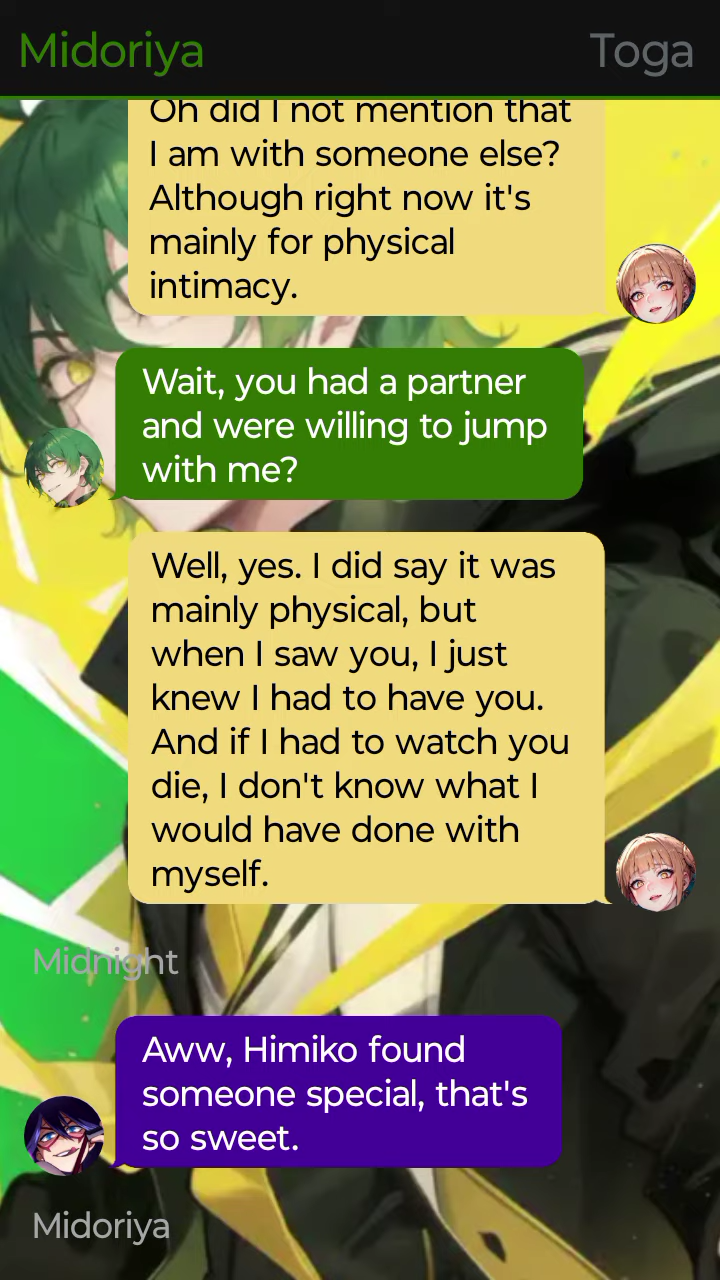 Midoriya
Toga
Oh did I not mention that
I am with someone else?
Although right now it's
mainly for physical
intimacy.
Wait, you had a partner
and were willing to jump
with me?
Well, yes. I did say it was
mainly physical, but
when I saw you, I just
knew I had to have you.
And if I had to watch you
die, I don't know what I
would have done with
myself.
Midnight
Aww, Himiko found
someone special, that's
so sweet.
Midoriya